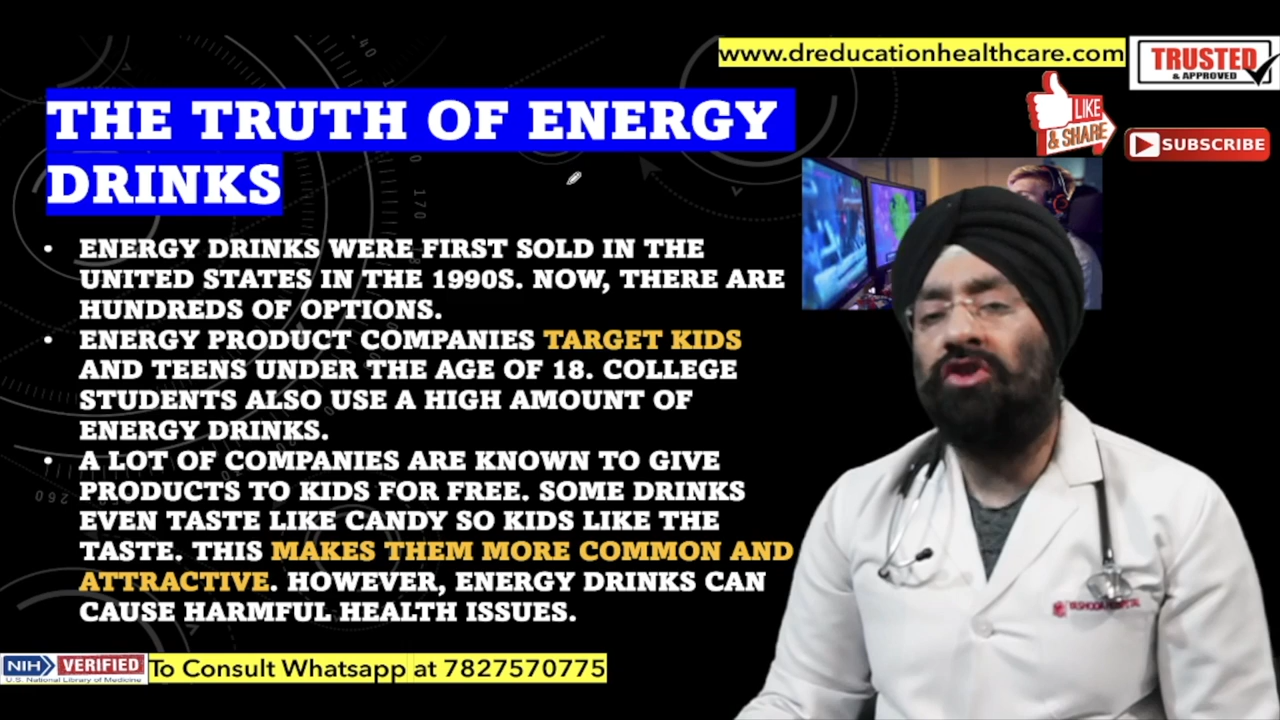 www.dreducationhealthcare.com
TRUSTED
& APPROVED
LIKE
& SHARE
SUBSCRIBE
THE TRUTH OF ENERGY
DRINKS
• ENERGY DRINKS WERE FIRST SOLD IN THE
UNITED STATES IN THE 1990S. NOW, THERE ARE
HUNDREDS OF OPTIONS.
• ENERGY PRODUCT COMPANIES TARGET KIDS
AND TEENS UNDER THE AGE OF 18. COLLEGE
STUDENTS ALSO USE A HIGH AMOUNT OF
ENERGY DRINKS.
• A LOT OF COMPANIES ARE KNOWN TO GIVE
PRODUCTS TO KIDS FOR FREE. SOME DRINKS
EVEN TASTE LIKE CANDY SO KIDS LIKE THE
TASTE. THIS MAKES THEM MORE COMMON AND
ATTRACTIVE. HOWEVER, ENERGY DRINKS CAN
CAUSE HARMFUL HEALTH ISSUES.
YASHODA HOSPITAL
NIH VERIFIED
U.S. National Library of Medicine
To Consult Whatsapp at 7827570775
40
170
260